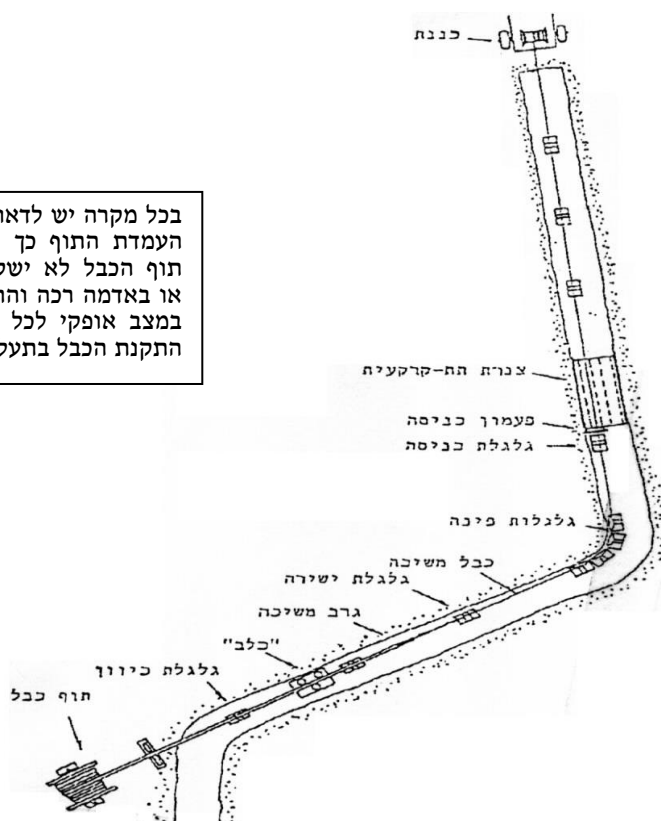 כננת
בכל מקרה יש לדאו
העמדת התוף כך
תוף הכבל לא ישק
או באדמה רכה והו
במצב אופקי לכל
התקנת הכבל בתעל
צנרת תת-קרקעית
פעמון כניסה
גלגלת כניסה
גלגלות פינה
כבל משיכה
גלגלת ישירה
גרב משיכה
"כלב"
גלגלת כיוון
תוף כבל